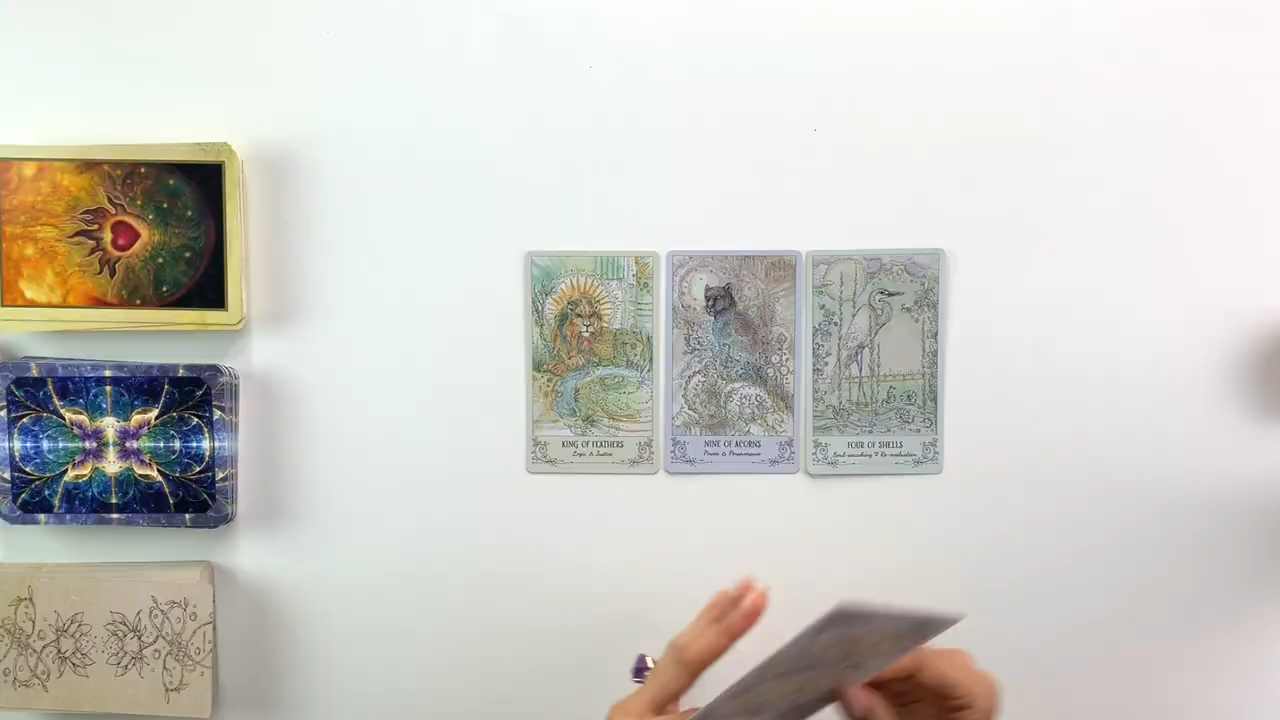 KING OF FEATHERS
Logic & Justice
NINE OF ACORNS
Power & Perseverance
FOUR OF SHELLS
Soul-searching ♡ Re-evaluation